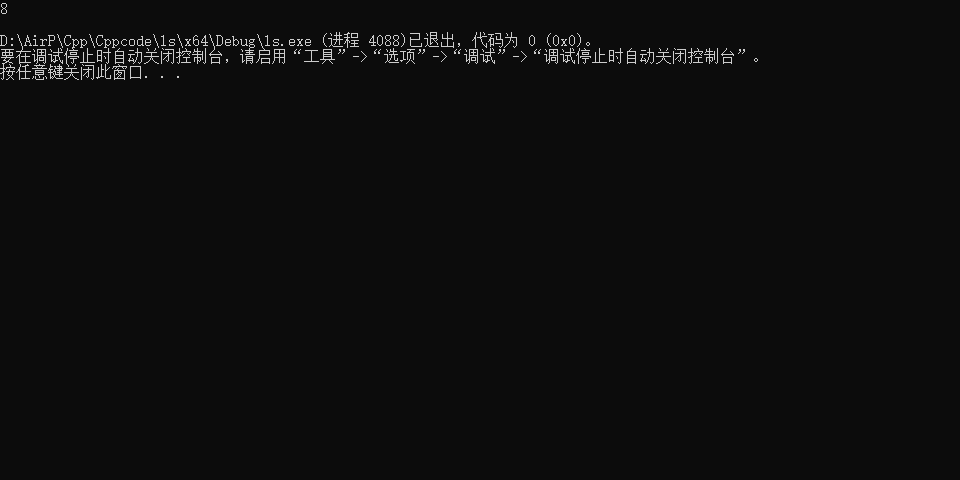 8
D:\AirP\Cpp\Cppcode\ls\x64\Debug\ls.exe (进程 4088)已退出，代码为 0 (0x0)。
要在调试停止时自动关闭控制台，请启用“工具”->“选项”->“调试”->“调试停止时自动关闭控制台”。
按任意键关闭此窗口. . .